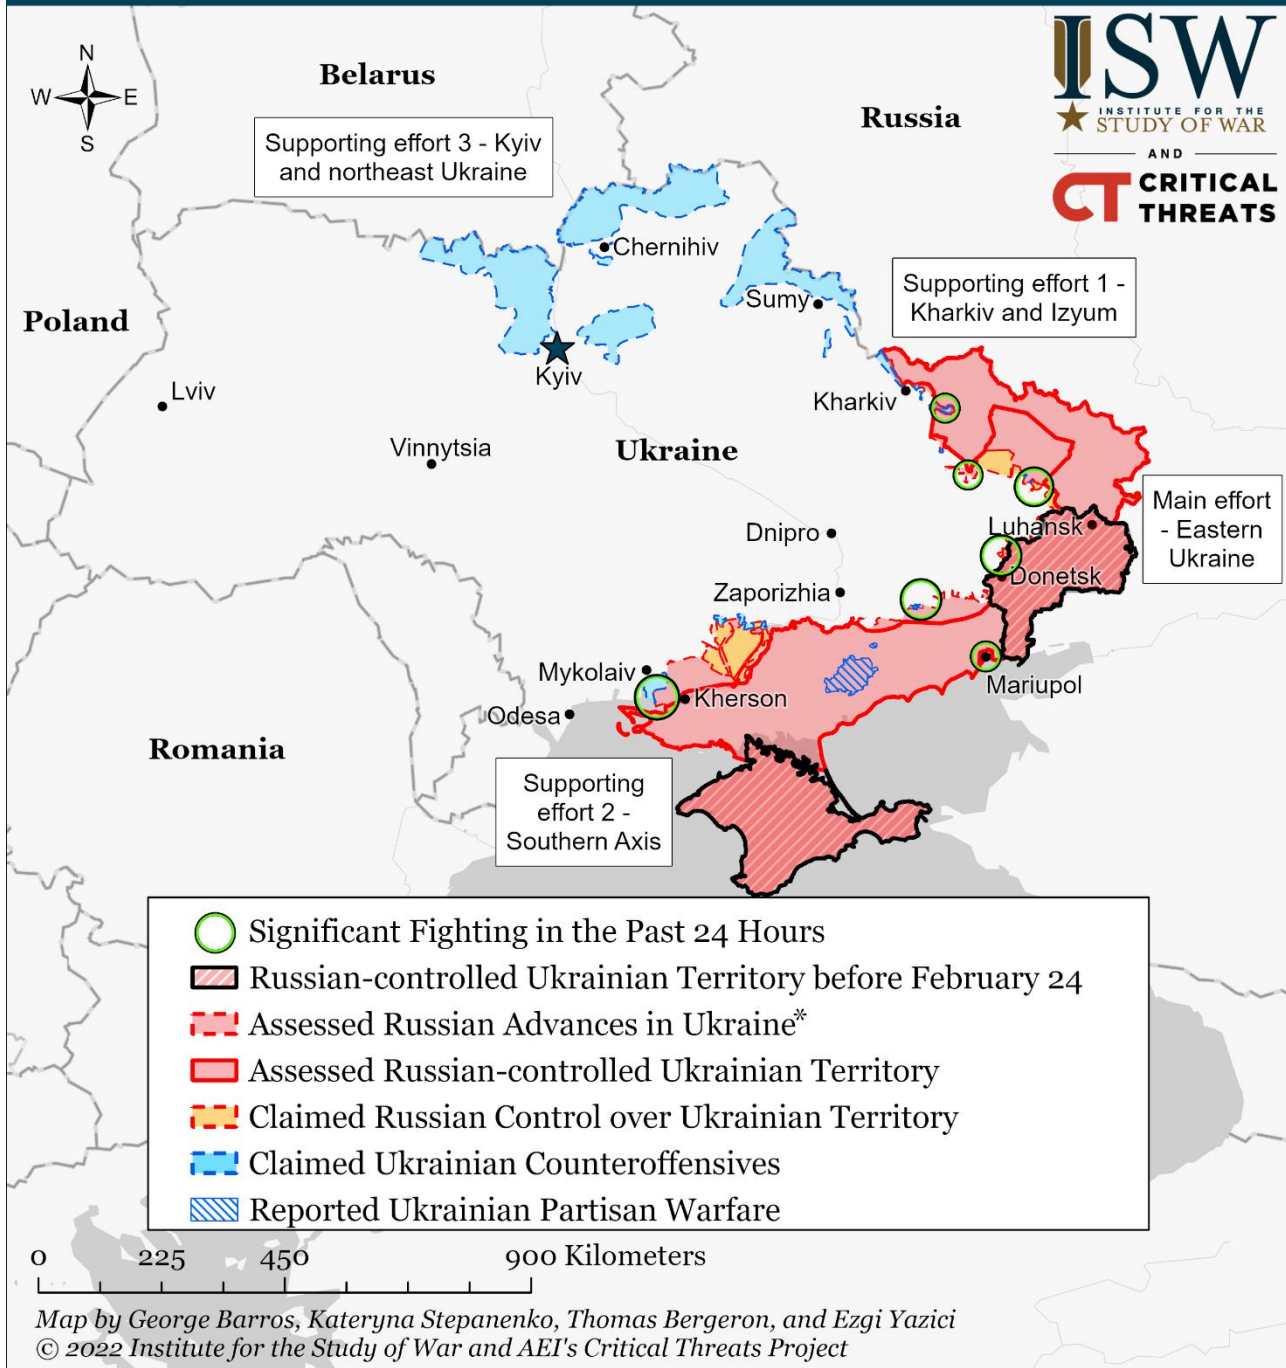 N
W
E
S
Belarus
Russia
ISW
INSTITUTE FOR THE
STUDY OF WAR
AND
CT CRITICAL
THREATS
Supporting effort 3 - Kyiv
and northeast Ukraine
Chernihiv
Sumy
Supporting effort 1 -
Kharkiv and Izyum
Poland
Kyiv
Lviv
Kharkiv
Vinnytsia
Ukraine
Main effort
- Eastern
Ukraine
Dnipro
Luhansk
Donetsk
Zaporizhia
Mykolaiv
Mariupol
Kherson
Odesa
Romania
Supporting
effort 2 -
Southern Axis
Significant Fighting in the Past 24 Hours
Russian-controlled Ukrainian Territory before February 24
Assessed Russian Advances in Ukraine*
Assessed Russian-controlled Ukrainian Territory
Claimed Russian Control over Ukrainian Territory
Claimed Ukrainian Counteroffensives
Reported Ukrainian Partisan Warfare
0 225 450 900 Kilometers
Map by George Barros, Kateryna Stepanenko, Thomas Bergeron, and Ezgi Yazici
© 2022 Institute for the Study of War and AEI's Critical Threats Project